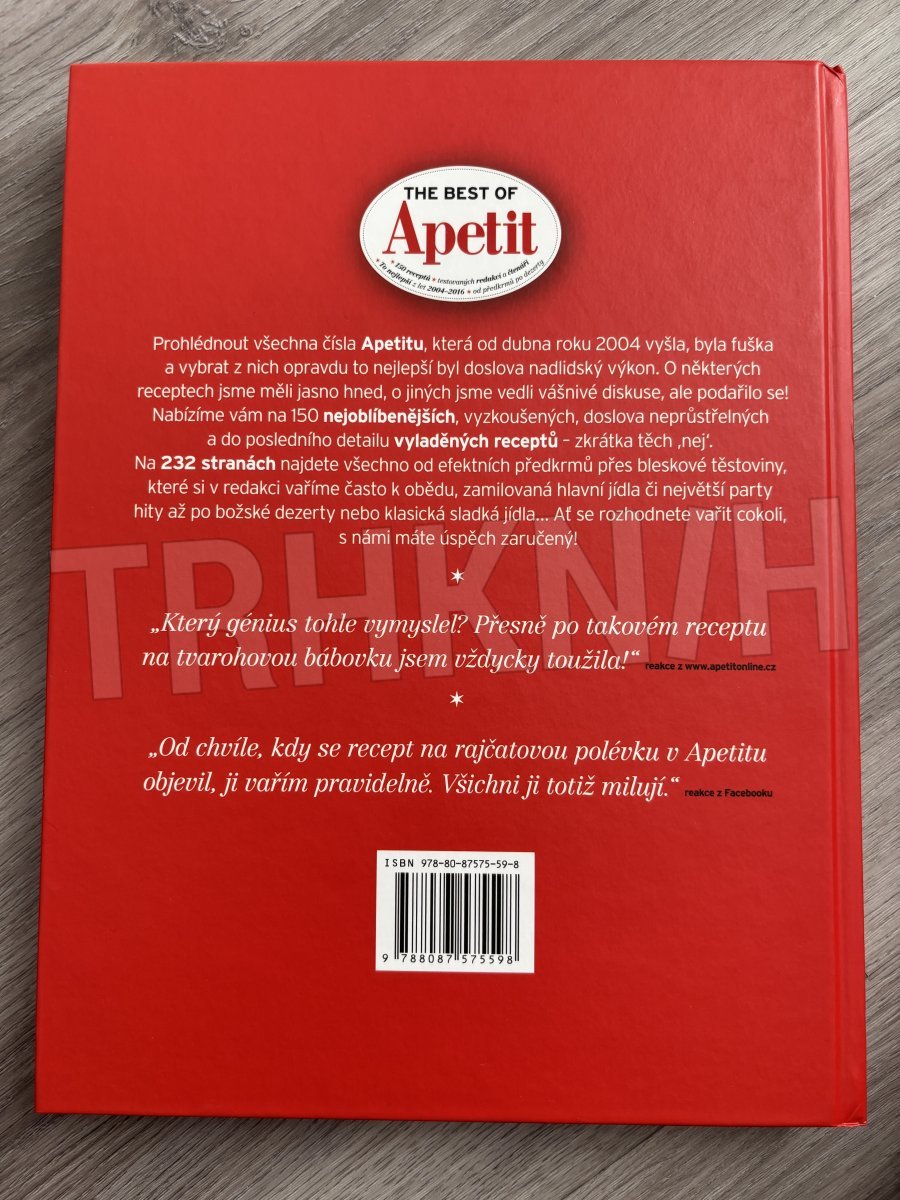 THE BEST OF
Apetit
* 150 receptů * testovaných redakcí a čtenáři
* To nejlepší z let 2004–2016 * od předkrmů po dezerty
Prohlédnout všechna čísla Apetitu, která od dubna roku 2004 vyšla, byla fuška
a vybrat z nich opravdu to nejlepší byl doslova nadlidský výkon. O některých
receptech jsme měli jasno hned, o jiných jsme vedli vášnivé diskuse, ale podařilo se!
Nabízíme vám na 150 nejoblíbenějších, vyzkoušených, doslova neprůstřelných
a do posledního detailu vyladěných receptů – zkrátka těch ‚nej‘.
Na 232 stranách najdete všechno od efektních předkrmů přes bleskové těstoviny,
které si v redakci vaříme často k obědu, zamilovaná hlavní jídla či největší party
hity až po božské dezerty nebo klasická sladká jídla... Ať se rozhodnete vařit cokoli,
s námi máte úspěch zaručený!
TRHKN/H
„Který génius tohle vymyslel? Přesně po takovém receptu
na tvarohovou bábovku jsem vždycky toužila!“ reakce z www.apetitonline.cz
„Od chvíle, kdy se recept na rajčatovou polévku v Apetitu
objevil, ji vařím pravidelně. Všichni ji totiž milují.“ reakce z Facebooku
ISBN 978-80-87575-59-8
9 788087 575598